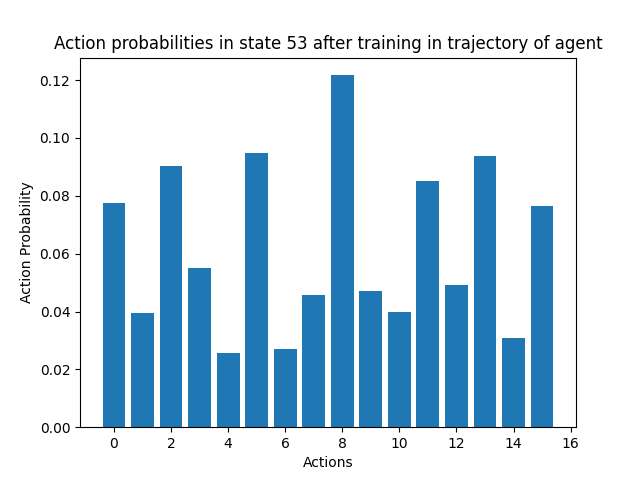 Action probabilities in state 53 after training in trajectory of agent
0.12
0.10
0.08
0.06
0.04
0.02
0.00
Action Probability
0 2 4 6 8 10 12 14 16
Actions